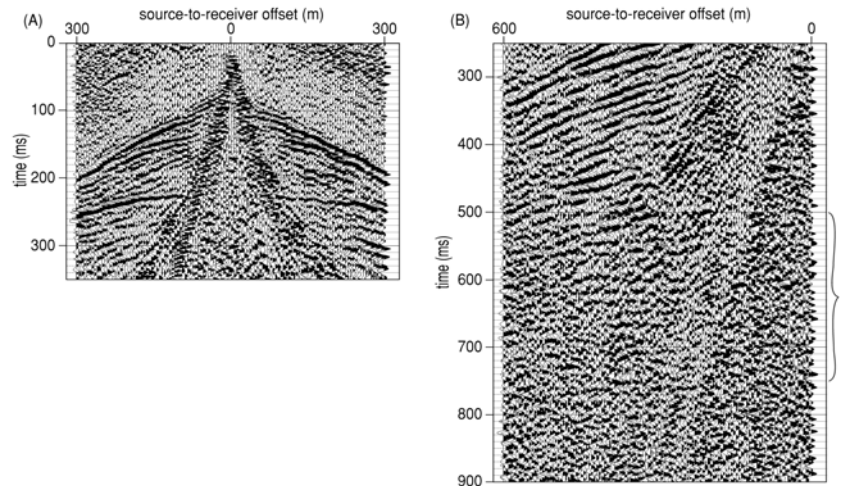 (A)
source-to-receiver offset (m)
300 0 300
0
100
200
300
time (ms)
(B)
source-to-receiver offset (m)
600 0
300
400
500
600
700
800
900
time (ms)